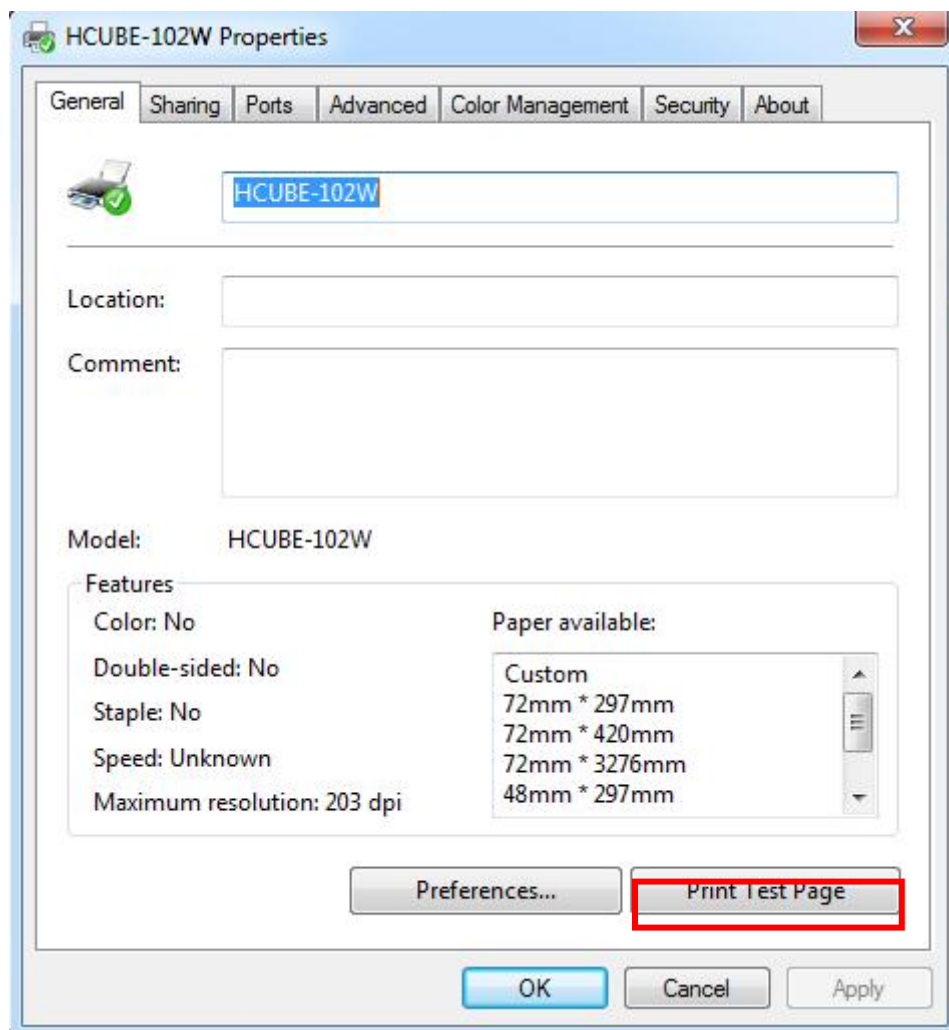 HCUBE-102W Properties
General Sharing Ports Advanced Color Management Security About
HCUBE-102W
Location:
Comment:
Model: HCUBE-102W
Features
Color: No
Double-sided: No
Staple: No
Speed: Unknown
Maximum resolution: 203 dpi
Paper available:
Custom
72mm * 297mm
72mm * 420mm
72mm * 3276mm
48mm * 297mm
Preferences...
Print Test Page
OK
Cancel
Apply